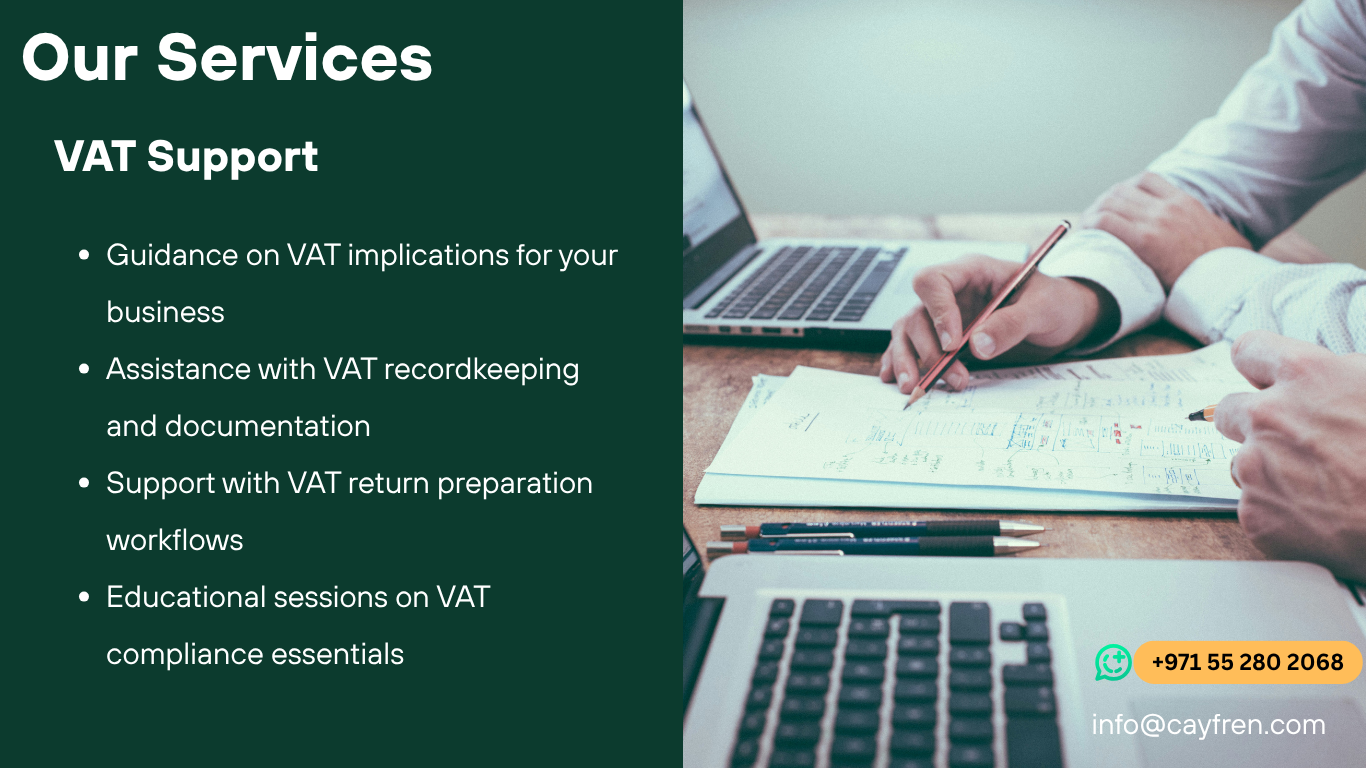 Our Services
VAT Support
• Guidance on VAT implications for your
business
• Assistance with VAT recordkeeping
and documentation
• Support with VAT return preparation
workflows
• Educational sessions on VAT
compliance essentials
+971 55 280 2068
info@cayfren.com